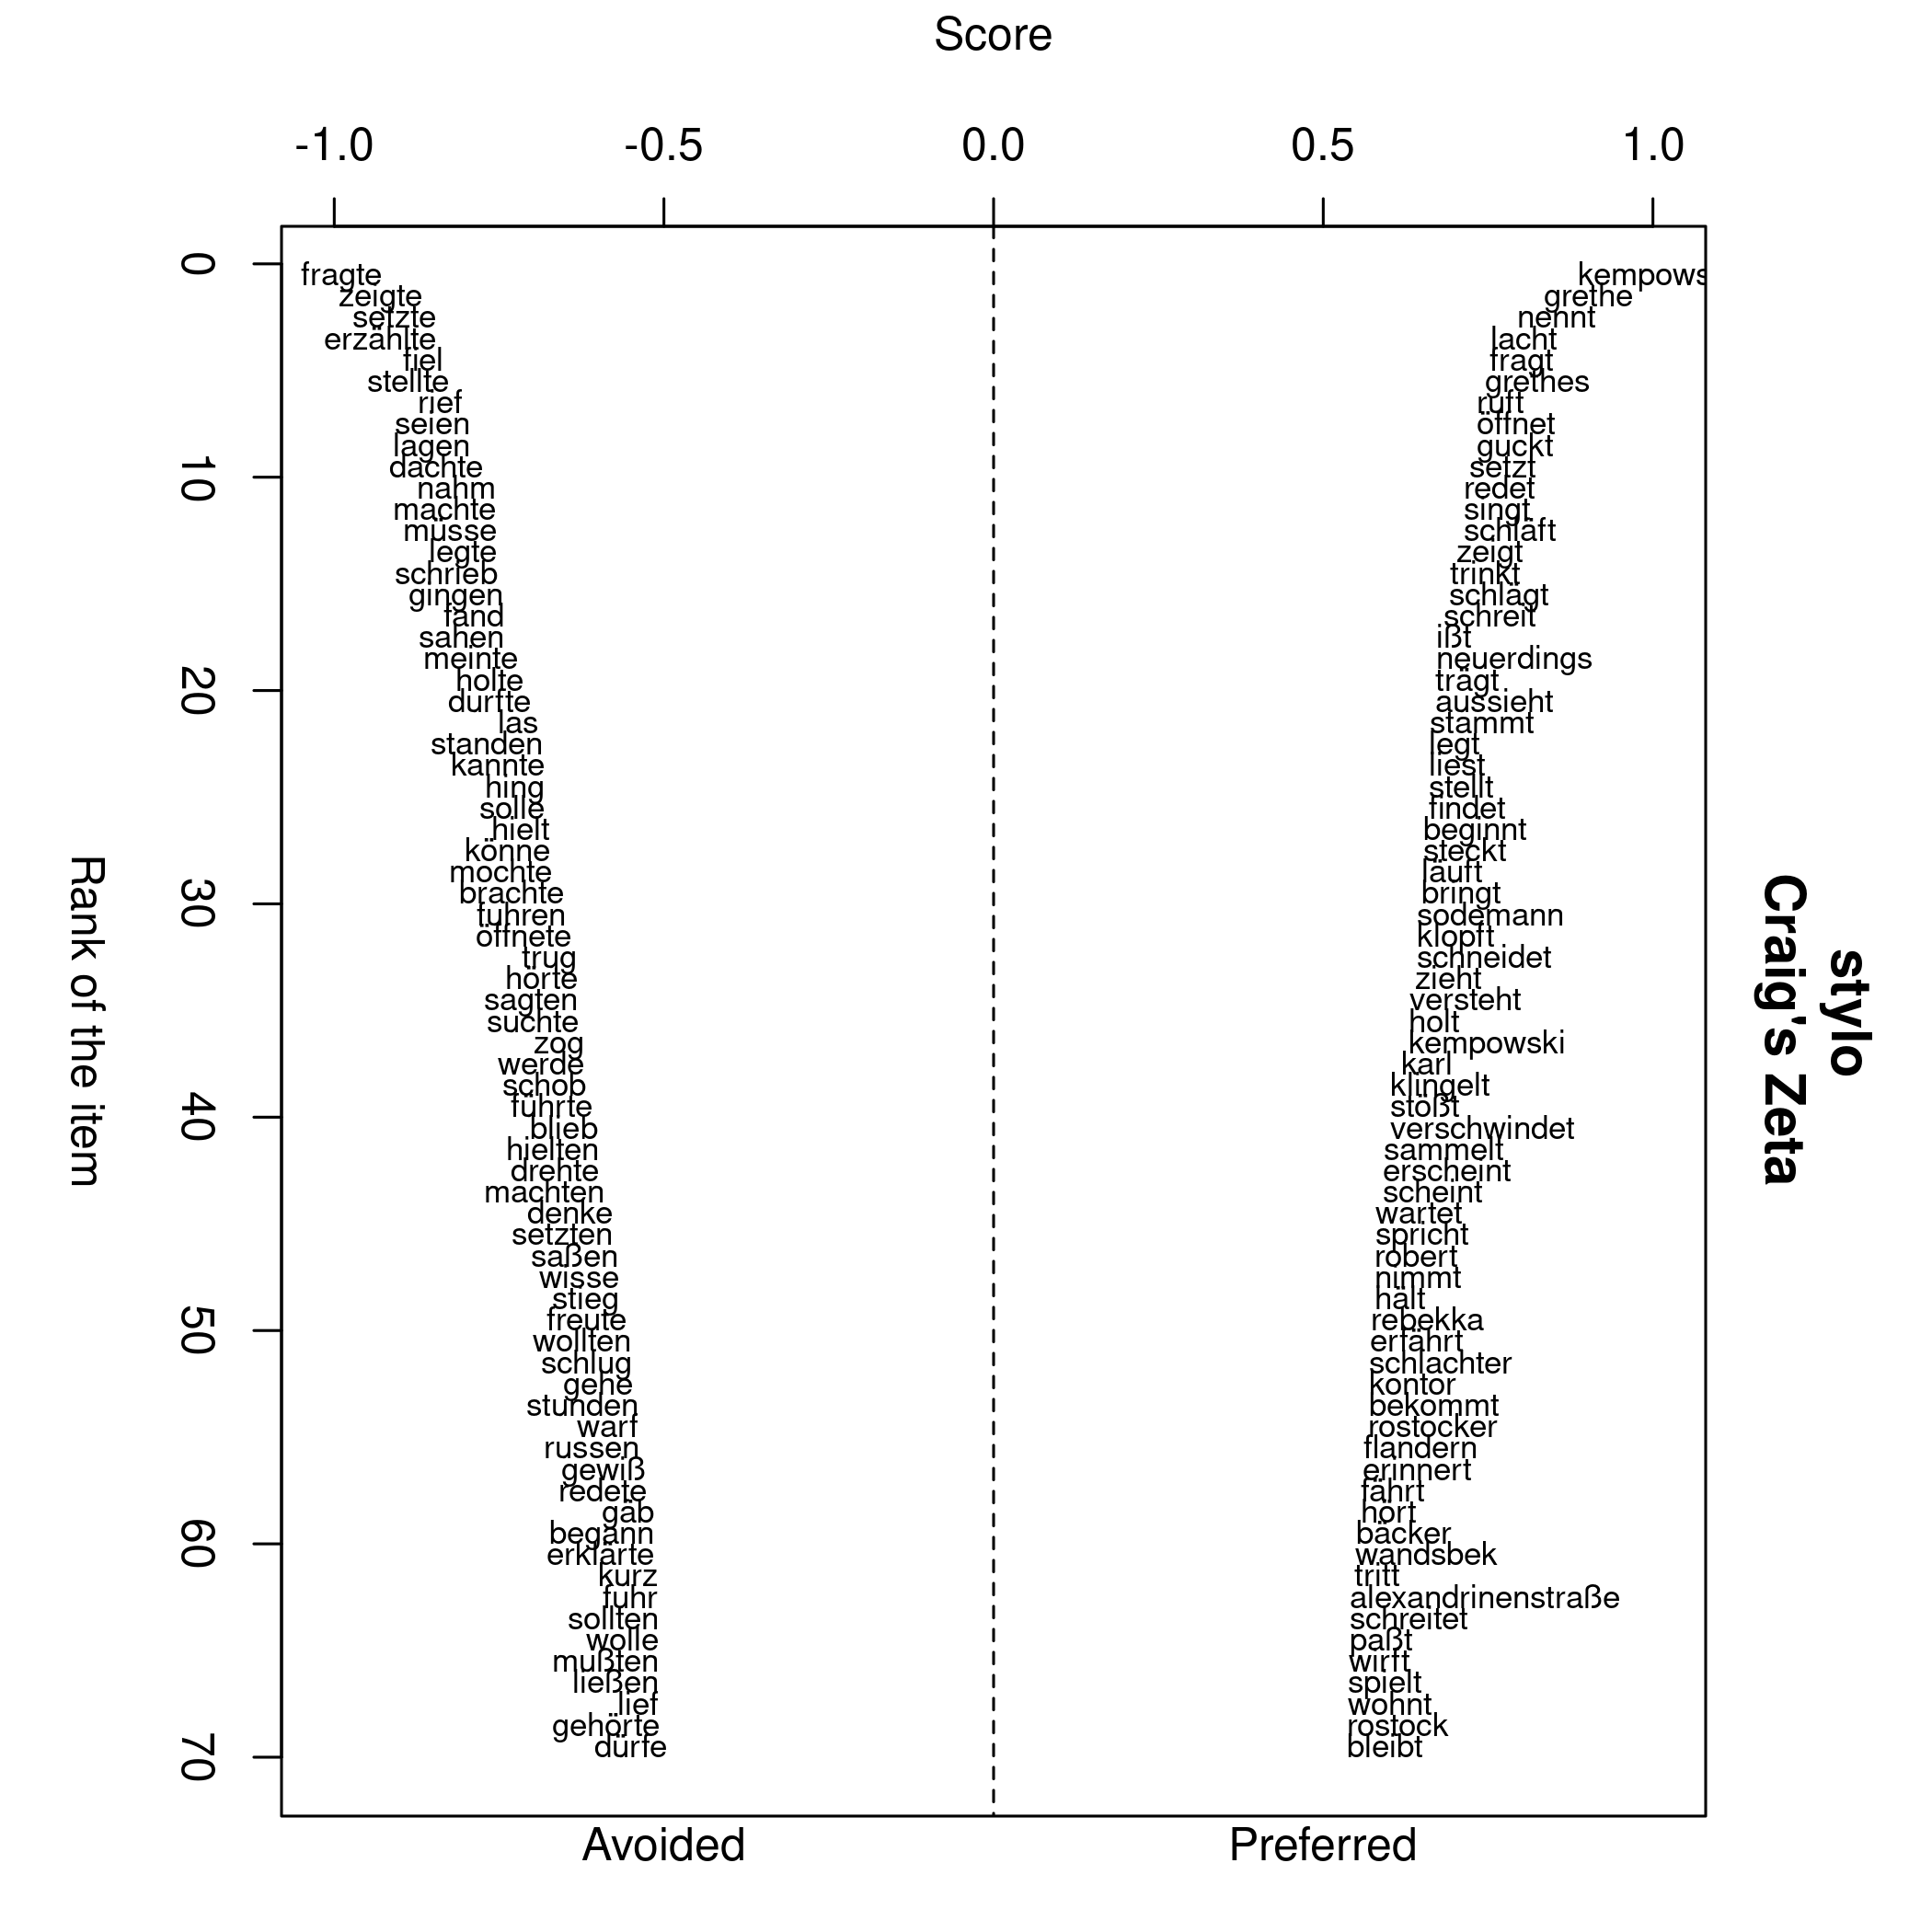 Score
-1.0 -0.5 0.0 0.5 1.0
stylo
Craig's Zeta
Rank of the item
0
10
20
30
40
50
60
70
fragte
zeigte
setzte
erzählte
fiel
stellte
rief
seien
lagen
dachte
nahm
machte
müsse
legte
schrieb
gingen
fand
sahen
meinte
holte
durfte
las
standen
kannte
hing
solle
hielt
könne
mochte
brachte
fuhren
öffnete
trug
hörte
sagten
suchte
zog
werde
schob
führte
blieb
hielten
drehte
machten
denke
setzten
saßen
wisse
stieg
freute
wollten
schlug
gehe
stunden
warf
russen
gewiß
redete
gäb
begann
erklärte
kurz
fuhr
sollten
wolle
mußten
ließen
lief
gehörte
dürfe
kempows
grethe
nennt
lacht
fragt
grethes
ruft
öffnet
guckt
setzt
redet
singt
schläft
zeigt
trinkt
schlägt
schreit
ißt
neuerdings
trägt
aussieht
stammt
legt
liest
stellt
findet
beginnt
steckt
läuft
bringt
sodemann
klopft
schneidet
zieht
versteht
holt
kempowski
karl
klingelt
stößt
verschwindet
sammelt
erscheint
scheint
wartet
spricht
robert
nimmt
hält
rebekka
erfährt
schlachter
kontor
bekommt
rostocker
flandern
erinnert
fährt
hört
bäcker
wandsbek
tritt
alexandrinenstraße
schreitet
paßt
wirft
spielt
wohnt
rostock
bleibt
Avoided Preferred